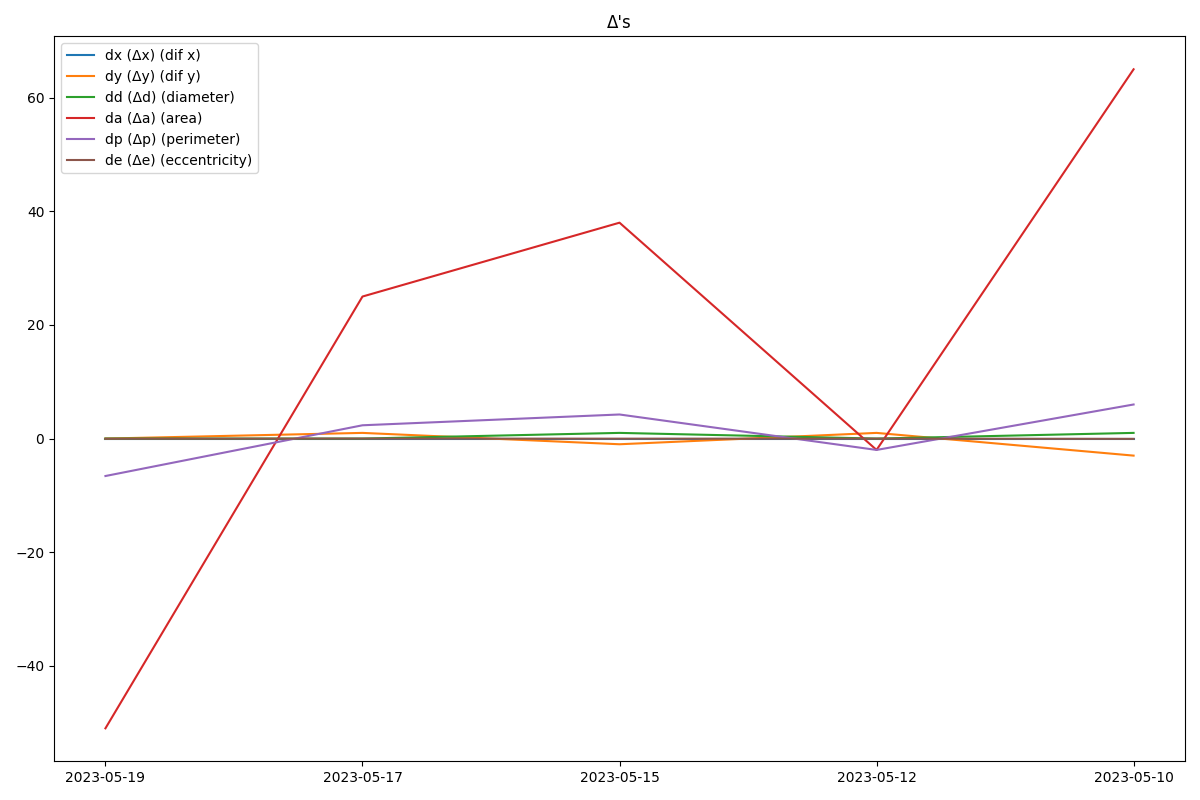 Δ's
dx (Δx) (dif x)
dy (Δy) (dif y)
dd (Δd) (diameter)
da (Δa) (area)
dp (Δp) (perimeter)
de (Δe) (eccentricity)
60
40
20
0
−20
−40
2023-05-19 2023-05-17 2023-05-15 2023-05-12 2023-05-10